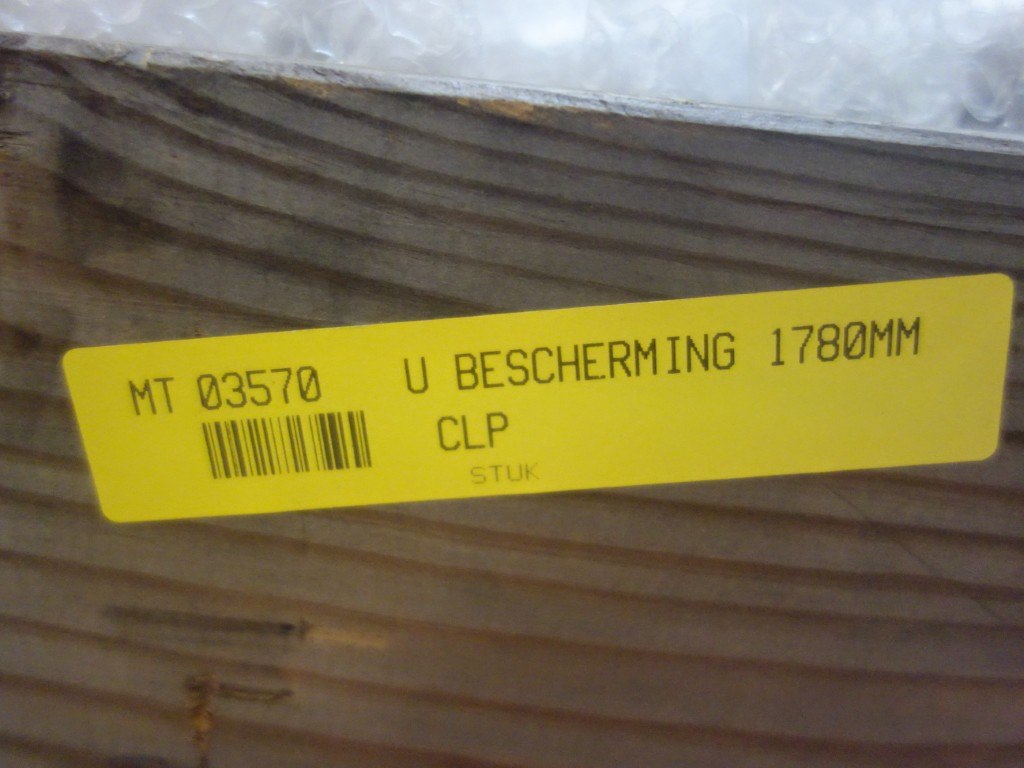 MT 03570 U BESCHERMING 1780MM
CLP
STUK